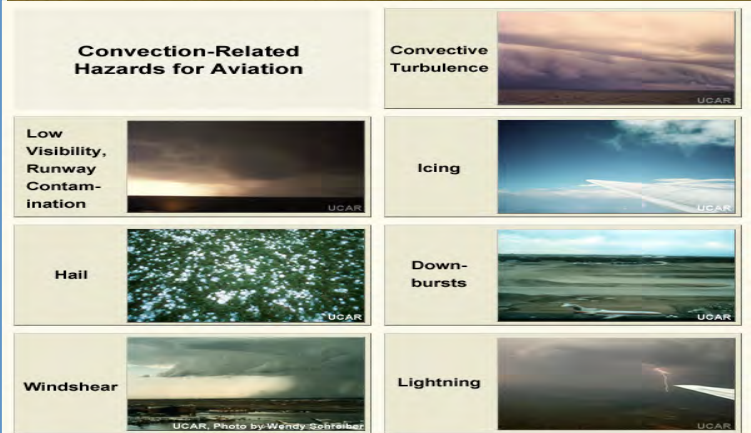 Convection-Related
Hazards for Aviation
Convective
Turbulence
UCAR
Low
Visibility,
Runway
Contam-
ination
UCAR
Icing
UCAR
Hail
UCAR
Down-
bursts
UCAR
Windshear
UCAR, Photo by Wendy Schreiber
Lightning
UCAR